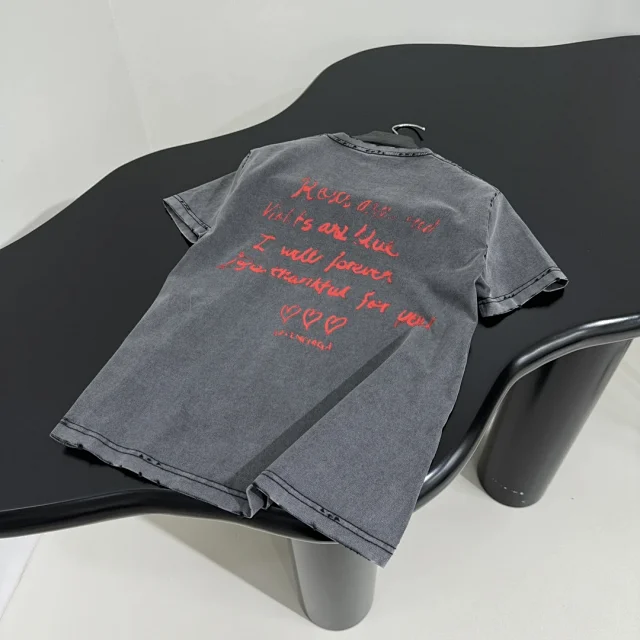 Roses are red
Violets are blue
I will forever
be thankful for you